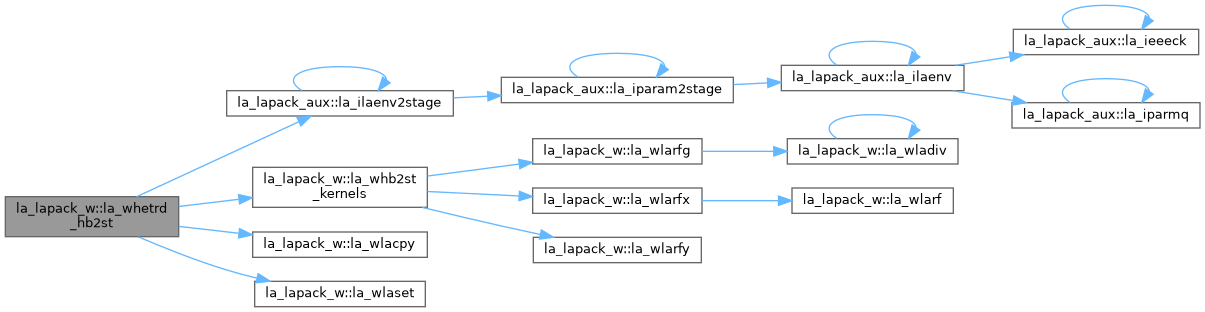 la_lapack_aux::la_ieeeck
la_lapack_aux::la_ilaenv
la_lapack_aux::la_iparam2stage
la_lapack_aux::la_ilaenv2stage
la_lapack_aux::la_iparmq
la_lapack_w::la_wlarfg
la_lapack_w::la_wladiv
la_lapack_w::la_whb2st
_kernels
la_lapack_w::la_wlarfx
la_lapack_w::la_wlarf
la_lapack_w::la_whetrd
_hb2st
la_lapack_w::la_wlacpy
la_lapack_w::la_wlarfy
la_lapack_w::la_wlaset